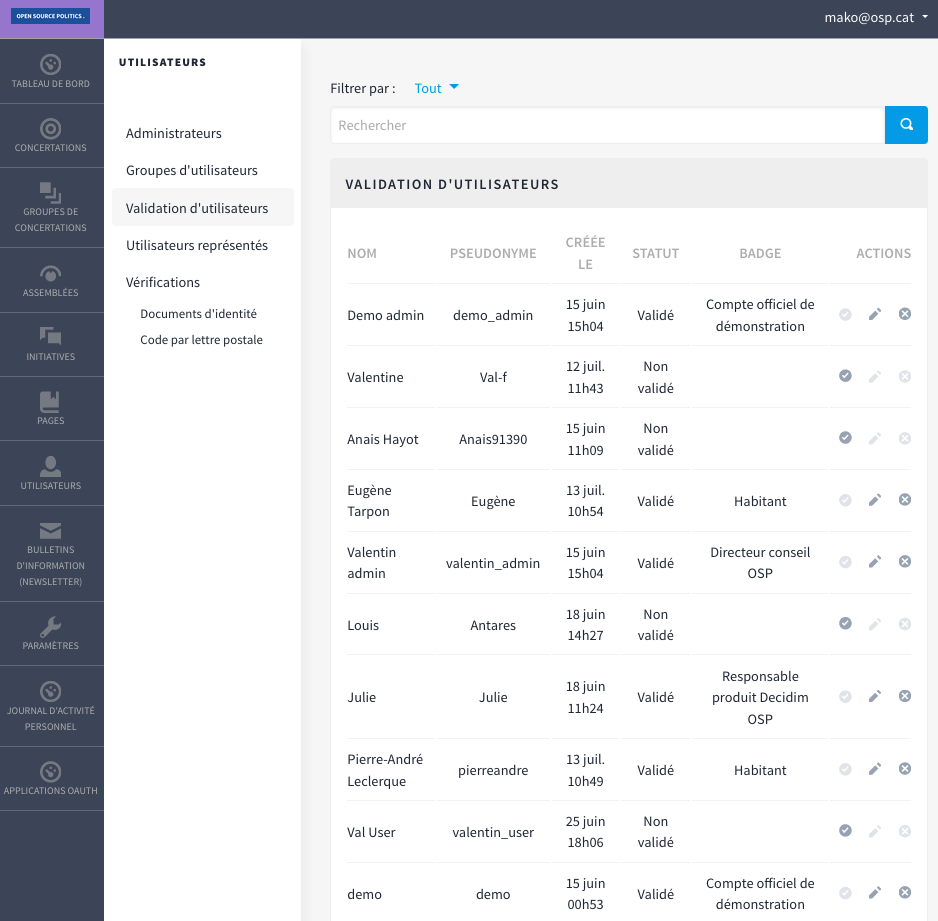 OPEN SOURCE POLITICS .
mako@osp.cat
TABLEAU DE BORD
CONCERTATIONS
GROUPES DE
CONCERTATIONS
ASSEMBLÉES
INITIATIVES
PAGES
UTILISATEURS
BULLETINS
D'INFORMATION
(NEWSLETTER)
PARAMÈTRES
JOURNAL D'ACTIVITÉ
PERSONNEL
APPLICATIONS OAUTH
UTILISATEURS
Administrateurs
Groupes d'utilisateurs
Validation d'utilisateurs
Utilisateurs représentés
Vérifications
Documents d'identité
Code par lettre postale
Filtrer par : Tout
Rechercher
VALIDATION D'UTILISATEURS
NOM PSEUDONYME CRÉÉE LE STATUT BADGE ACTIONS
Demo admin demo_admin 15 juin 15h04 Validé Compte officiel de démonstration
Valentine Val-f 12 juil. 11h43 Non validé
Anais Hayot Anais91390 15 juin 11h09 Non validé
Eugène Tarpon Eugène 13 juil. 10h54 Validé Habitant
Valentin admin valentin_admin 15 juin 15h04 Validé Directeur conseil OSP
Louis Antares 18 juin 14h27 Non validé
Julie Julie 18 juin 11h24 Validé Responsable produit Decidim OSP
Pierre-André Leclerque pierreandre 13 juil. 10h49 Validé Habitant
Val User valentin_user 25 juin 18h06 Non validé
demo demo 15 juin 00h53 Validé Compte officiel de démonstration